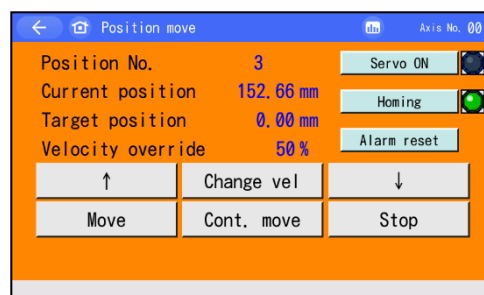 Position move Axis No. 00
Position No. 3 Servo ON
Current position 152.66 mm Homing
Target position 0.00 mm
Velocity override 50 % Alarm reset
↑ Change vel ↓
Move Cont. move Stop